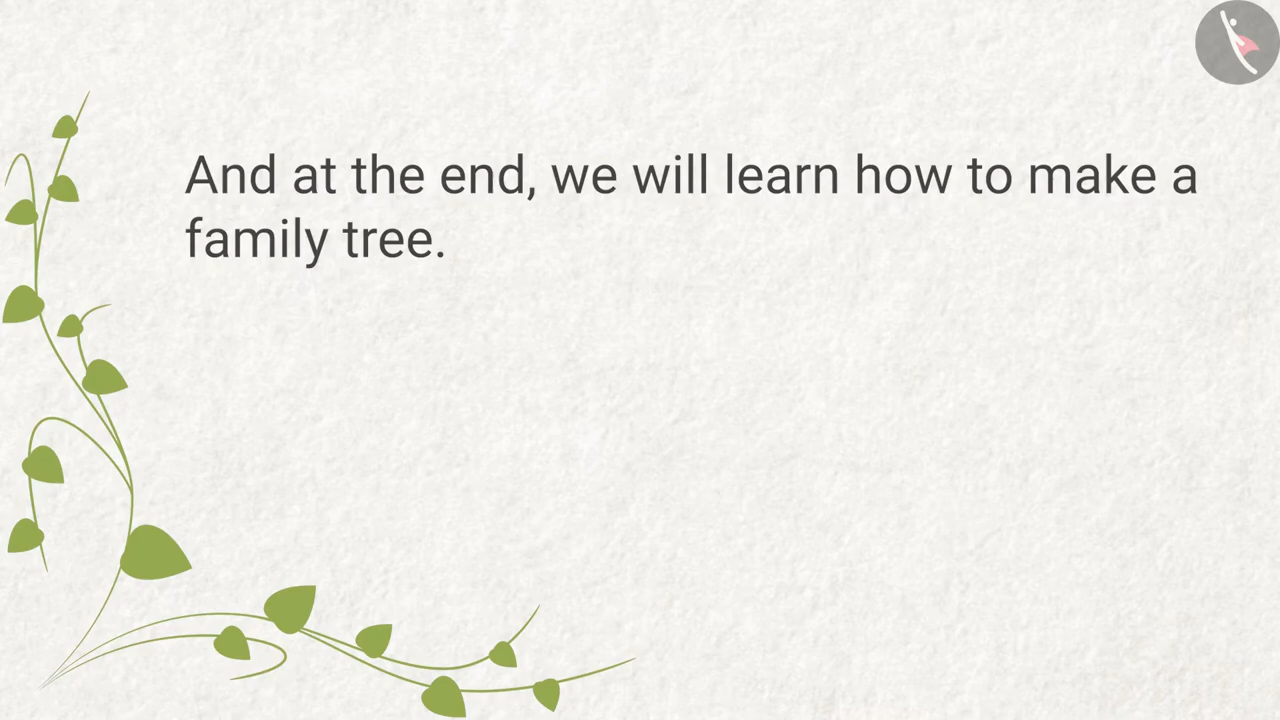 And at the end, we will learn how to make a
family tree.